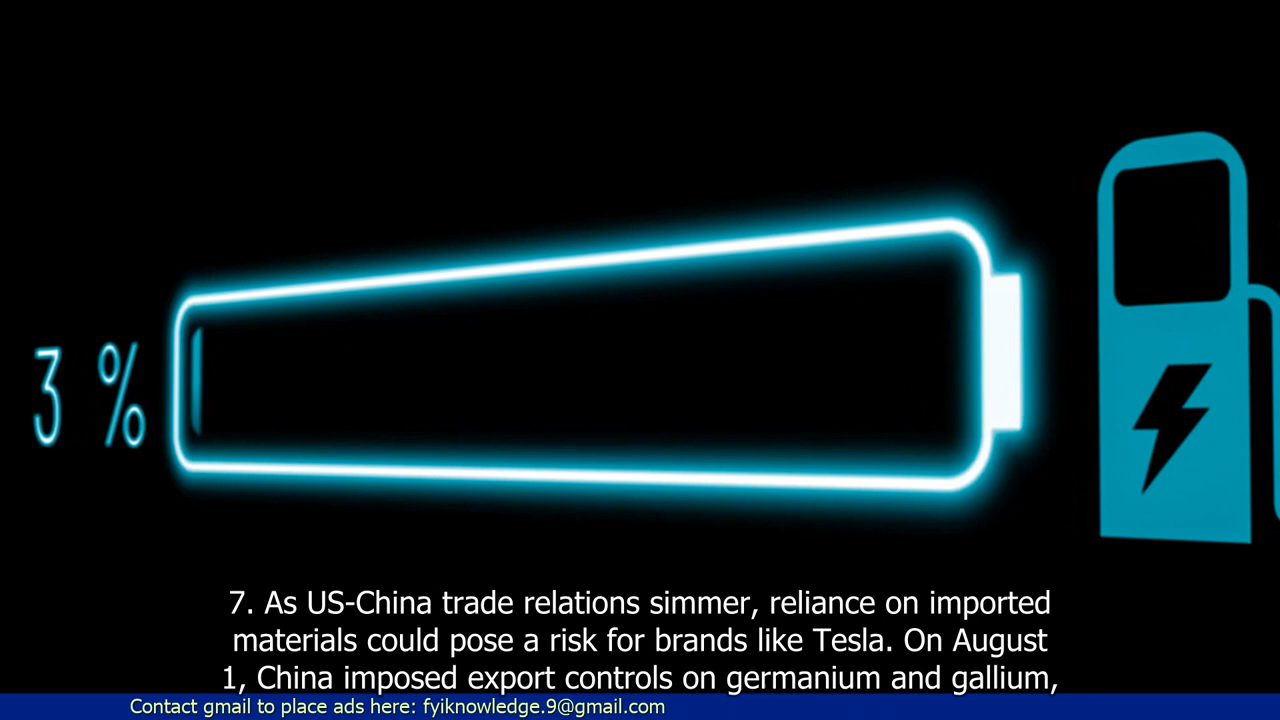 3 %
7. As US-China trade relations simmer, reliance on imported
materials could pose a risk for brands like Tesla. On August
1, China imposed export controls on germanium and gallium,
Contact gmail to place ads here: fyiknowledge.9@gmail.com